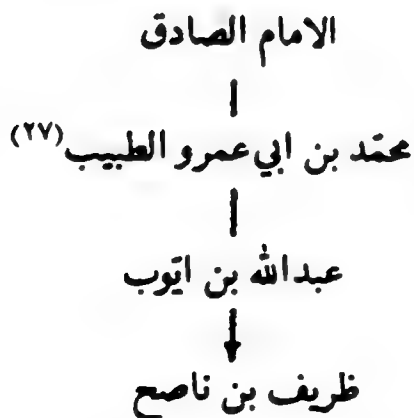 الامام الصادق
محمّد بن ابي عمرو الطبيب (٢٧)
عبدالله بن ايّوب
ظريف بن ناصح